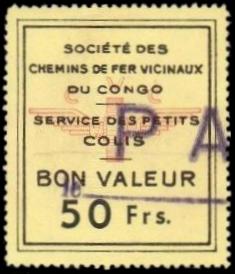 SOCIÉTÉ DES
CHEMINS DE FER VICINAUX
DU CONGO
SERVICE DES PETITS
COLIS
P A
BON VALEUR
50 Frs.